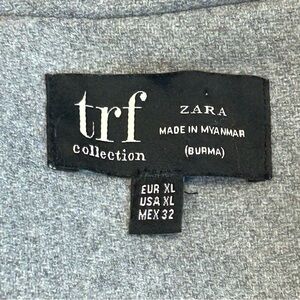 trf
collection
ZARA
MADE IN MYANMAR
(BURMA)
EUR XL
USA XL
MEX 32